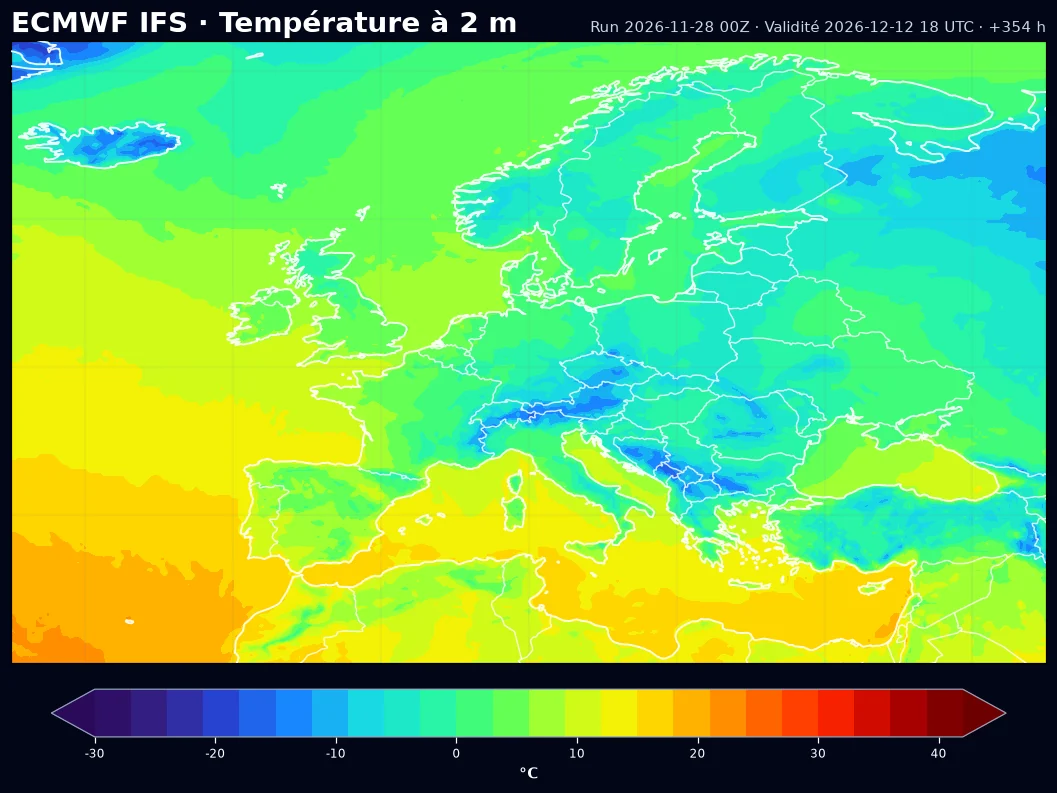 ECMWF IFS · Température à 2 m
Run 2026-11-28 00Z · Validité 2026-12-12 18 UTC · +354 h
-30 -20 -10 0 10 20 30 40
°C